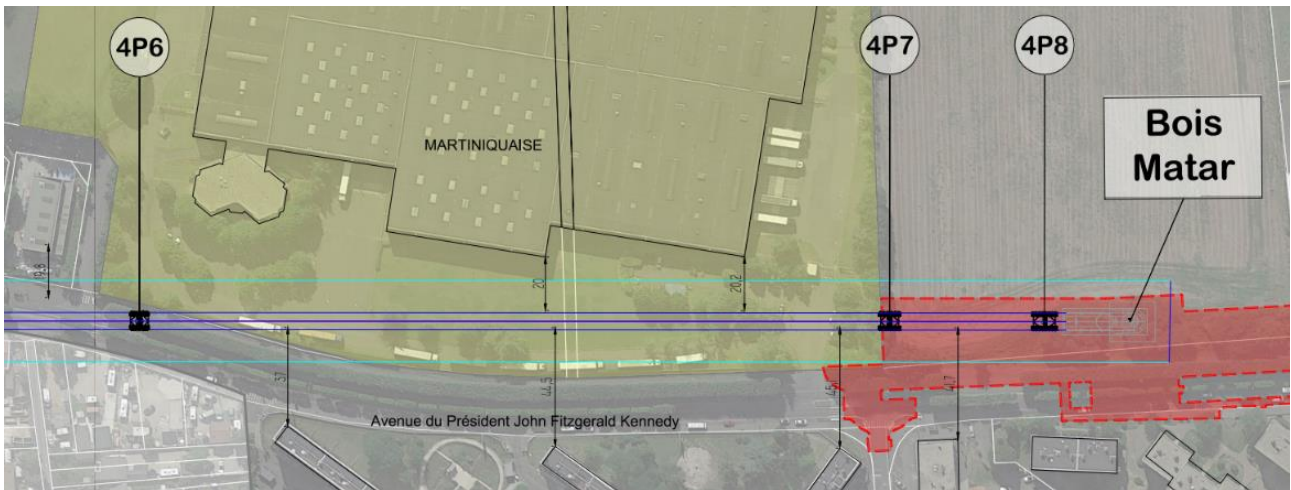 4P6
4P7
4P8
Bois
Matar
MARTINIQUAISE
19,8
20
20,2
37
44,5
41,7
Avenue du Président John Fitzgerald Kennedy